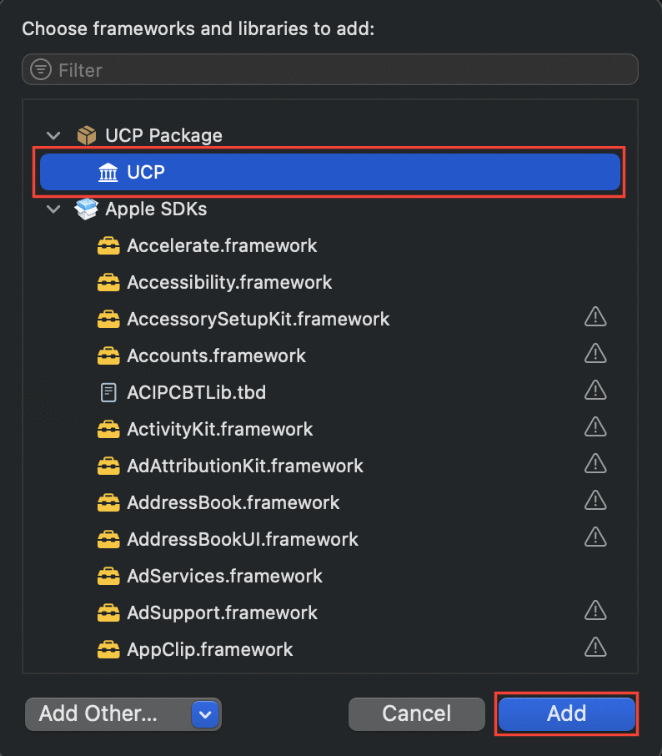 Choose frameworks and libraries to add:
Filter
UCP Package
UCP
Apple SDKs
Accelerate.framework
Accessibility.framework
AccessorySetupKit.framework
Accounts.framework
ACIPCBTLib.tbd
ActivityKit.framework
AdAttributionKit.framework
AddressBook.framework
AddressBookUI.framework
AdServices.framework
AdSupport.framework
AppClip.framework
Add Other...
Cancel
Add